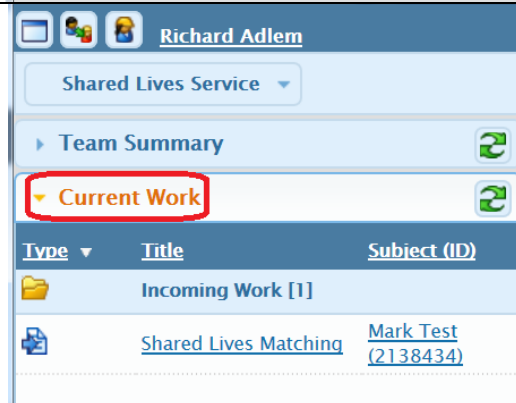 Richard Adlem
Shared Lives Service
Team Summary
Current Work
Type Title Subject (ID)
Incoming Work [1]
Shared Lives Matching Mark Test
(2138434)